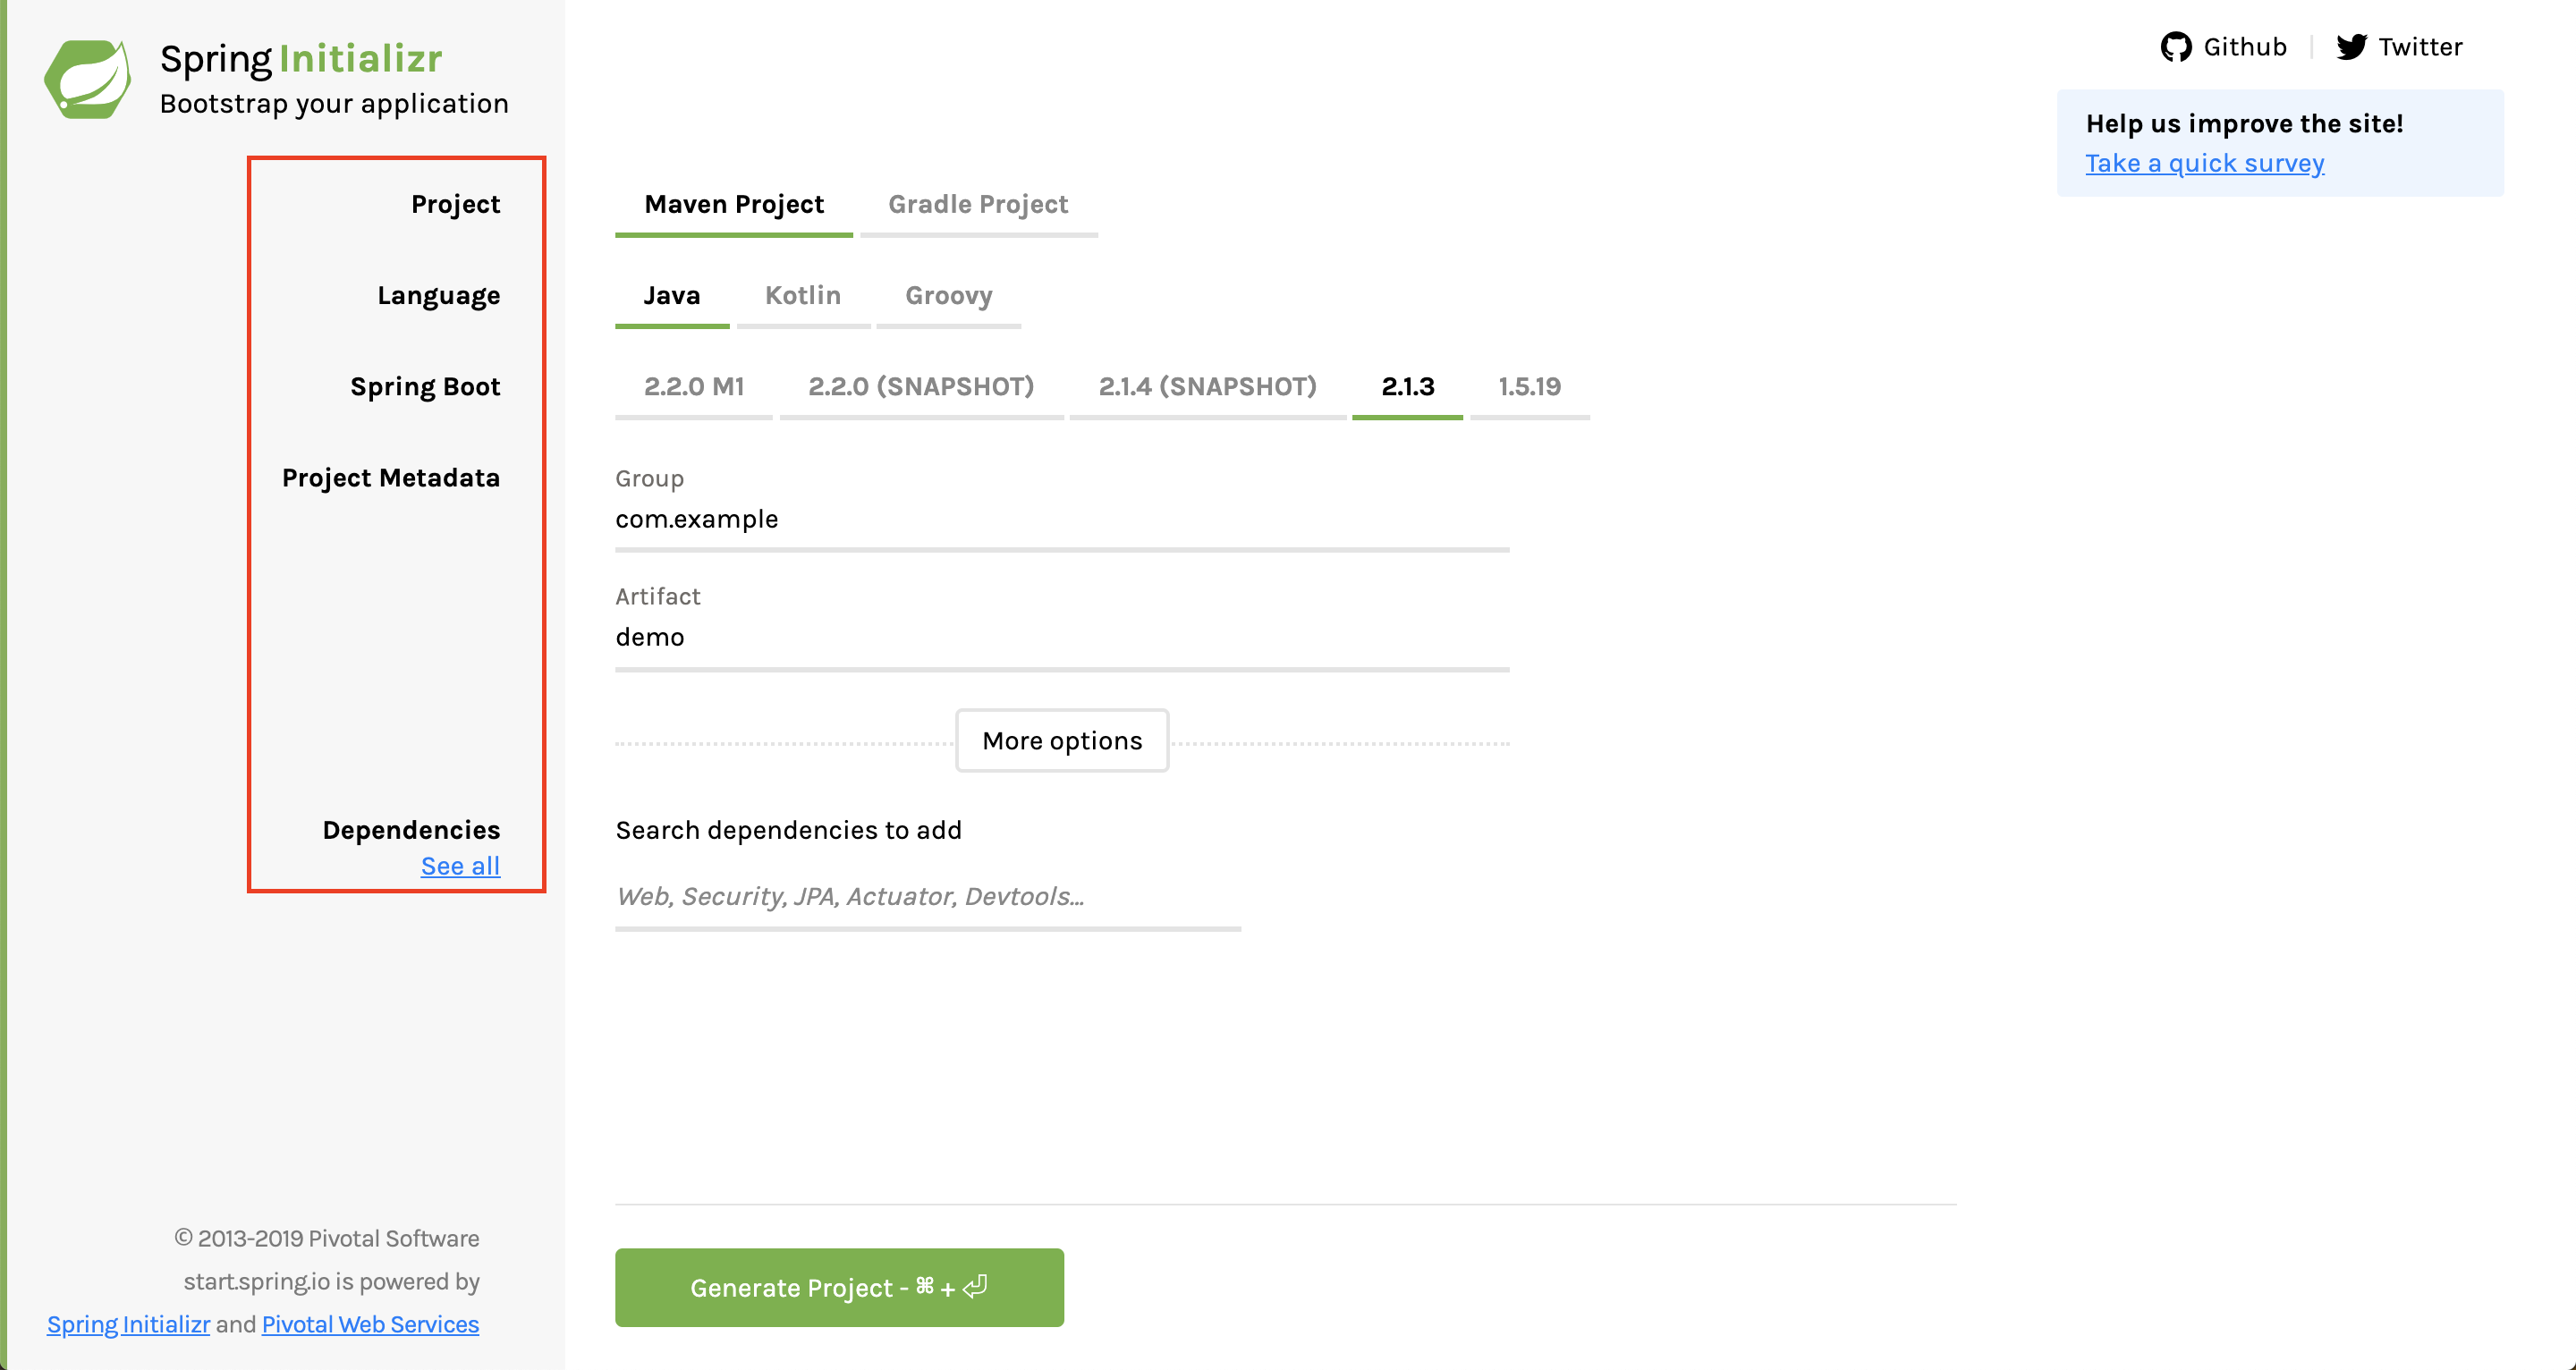 Spring Initializr
Bootstrap your application
Github
Twitter
Help us improve the site!
Take a quick survey
Project
Maven Project Gradle Project
Language
Java Kotlin Groovy
Spring Boot
2.2.0 M1 2.2.0 (SNAPSHOT) 2.1.4 (SNAPSHOT) 2.1.3 1.5.19
Project Metadata
Group
com.example
Artifact
demo
More options
Dependencies
See all
Search dependencies to add
Web, Security, JPA, Actuator, Devtools...
Generate Project - ⌘ + ⏎
© 2013-2019 Pivotal Software
start.spring.io is powered by
Spring Initializr and Pivotal Web Services